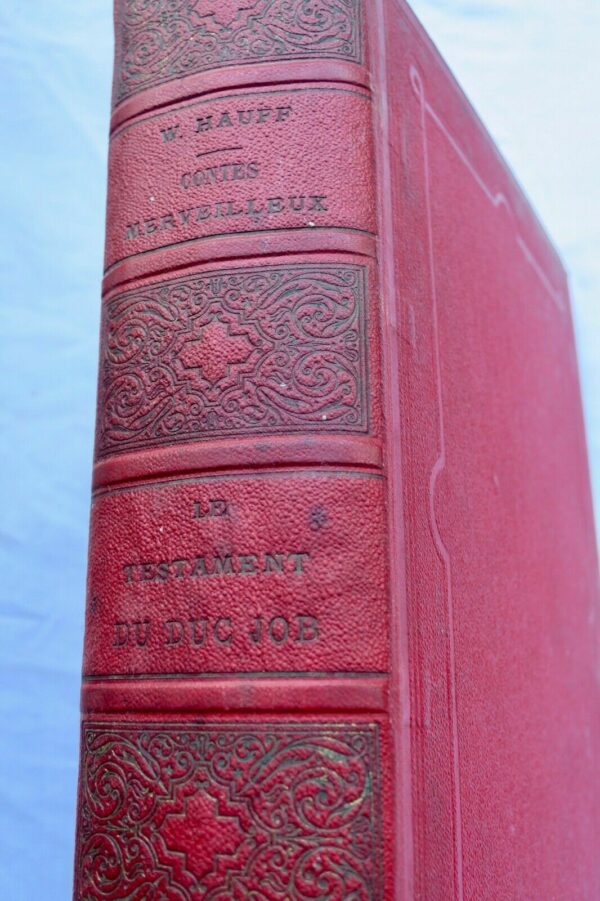 W. HAUFF
CONTES
MERVEILLEUX
LE
TESTAMENT
DU DUC JOB